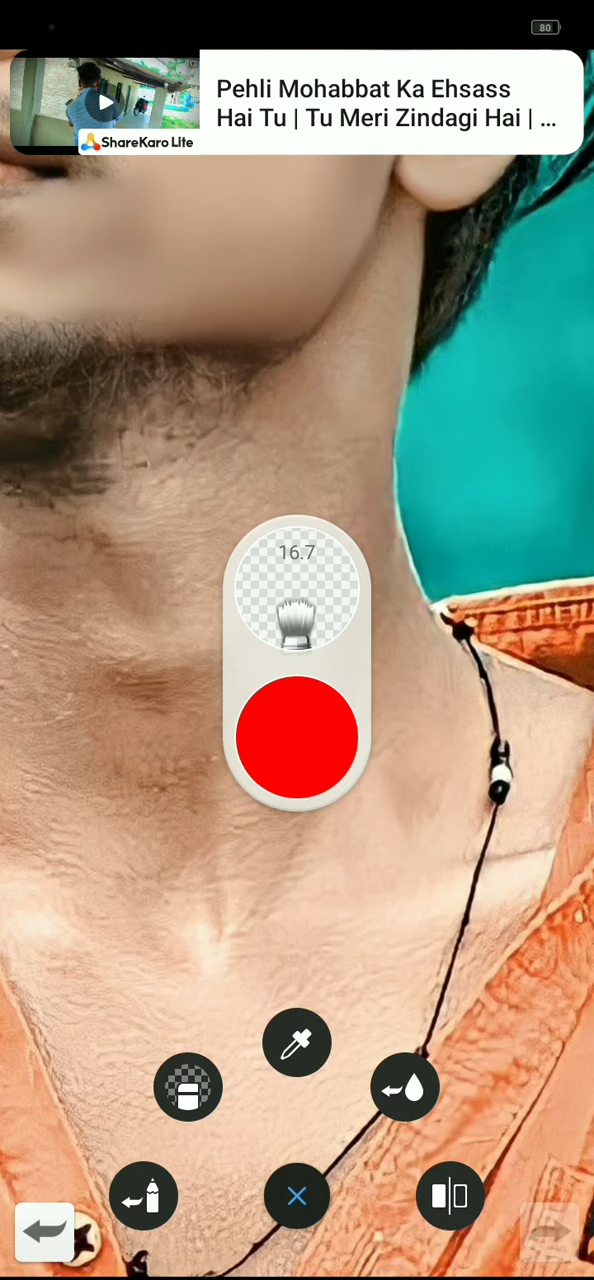 80
Pehli Mohabbat Ka Ehsass
Hai Tu | Tu Meri Zindagi Hai | ...
ShareKaro Lite
16.7